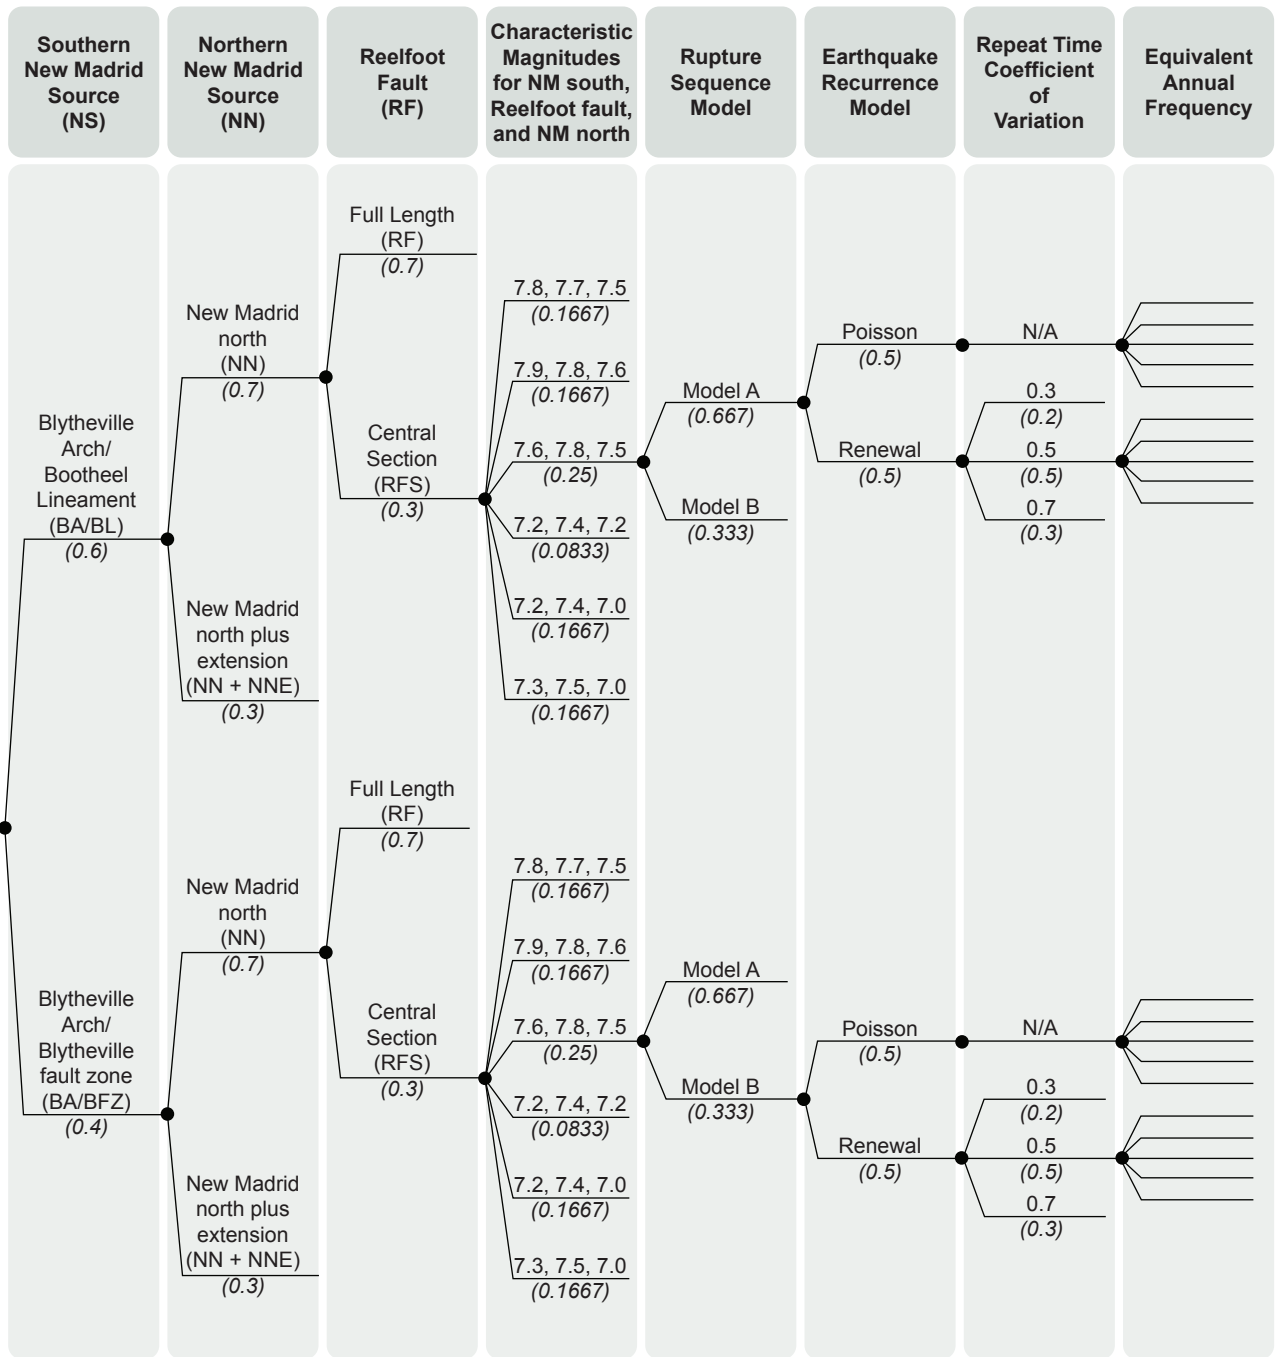 Southern
New Madrid
Source
(NS)
Northern
New Madrid
Source
(NN)
Reelfoot
Fault
(RF)
Characteristic
Magnitudes
for NM south,
Reelfoot fault,
and NM north
Rupture
Sequence
Model
Earthquake
Recurrence
Model
Repeat Time
Coefficient
of
Variation
Equivalent
Annual
Frequency
Blytheville
Arch/
Bootheel
Lineament
(BA/BL)
(0.6)
New Madrid
north
(NN)
(0.7)
New Madrid
north plus
extension
(NN + NNE)
(0.3)
Full Length
(RF)
(0.7)
Central
Section
(RFS)
(0.3)
7.8, 7.7, 7.5
(0.1667)
7.9, 7.8, 7.6
(0.1667)
7.6, 7.8, 7.5
(0.25)
7.2, 7.4, 7.2
(0.0833)
7.2, 7.4, 7.0
(0.1667)
7.3, 7.5, 7.0
(0.1667)
Model A
(0.667)
Model B
(0.333)
Poisson
(0.5)
Renewal
(0.5)
N/A
0.3
(0.2)
0.5
(0.5)
0.7
(0.3)
Blytheville
Arch/
Blytheville
fault zone
(BA/BFZ)
(0.4)
New Madrid
north
(NN)
(0.7)
New Madrid
north plus
extension
(NN + NNE)
(0.3)
Full Length
(RF)
(0.7)
Central
Section
(RFS)
(0.3)
7.8, 7.7, 7.5
(0.1667)
7.9, 7.8, 7.6
(0.1667)
7.6, 7.8, 7.5
(0.25)
7.2, 7.4, 7.2
(0.0833)
7.2, 7.4, 7.0
(0.1667)
7.3, 7.5, 7.0
(0.1667)
Model A
(0.667)
Model B
(0.333)
Poisson
(0.5)
Renewal
(0.5)
N/A
0.3
(0.2)
0.5
(0.5)
0.7
(0.3)